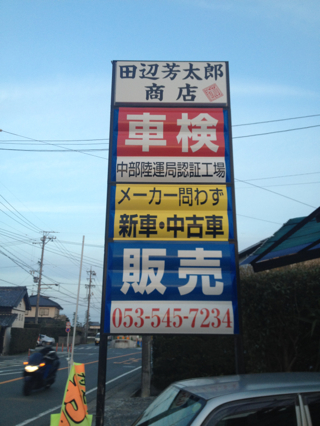 田辺芳太郎
商店
車検
中部陸運局認証工場
メーカー問わず
新車・中古車
販売
053-545-7234